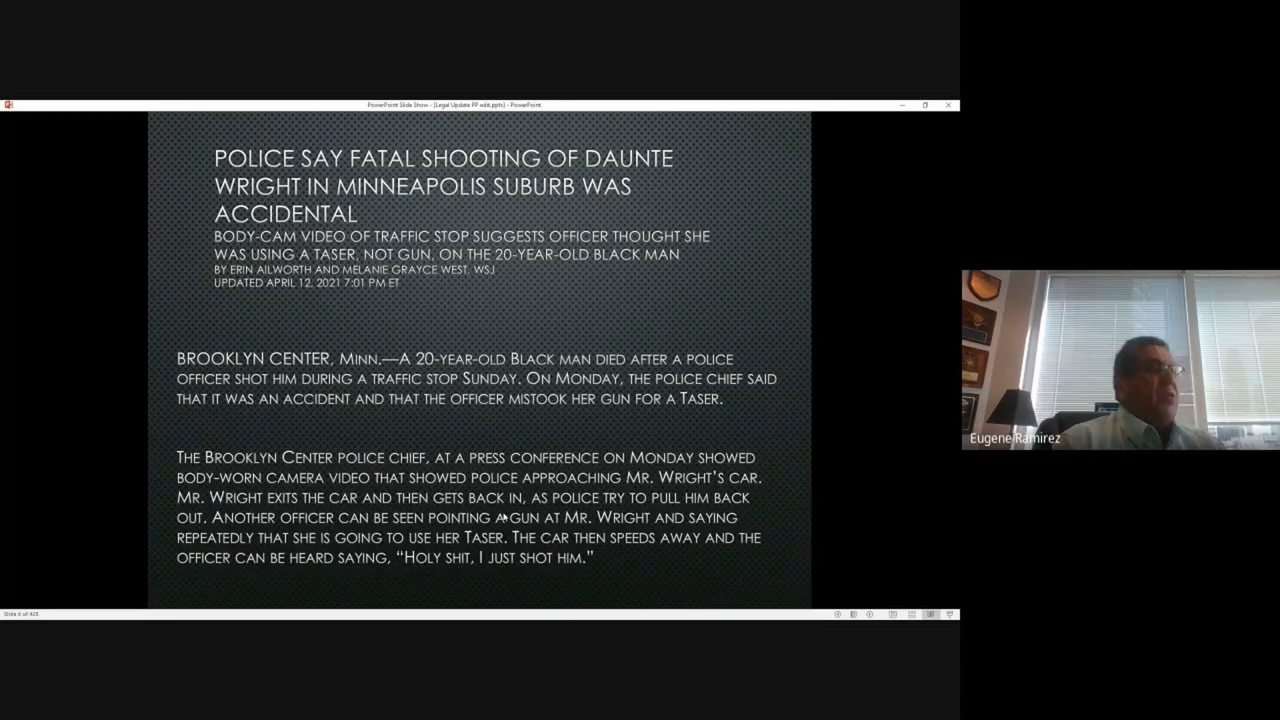 PowerPoint Slide Show - [Legal Update PP edit.pptx] - PowerPoint
POLICE SAY FATAL SHOOTING OF DAUNTE
WRIGHT IN MINNEAPOLIS SUBURB WAS
ACCIDENTAL
BODY-CAM VIDEO OF TRAFFIC STOP SUGGESTS OFFICER THOUGHT SHE
WAS USING A TASER, NOT GUN, ON THE 20-YEAR-OLD BLACK MAN
BY ERIN AILWORTH AND MELANIE GRAYCE WEST, WSJ
UPDATED APRIL 12, 2021 7:01 PM ET
BROOKLYN CENTER, MINN.—A 20-YEAR-OLD BLACK MAN DIED AFTER A POLICE
OFFICER SHOT HIM DURING A TRAFFIC STOP SUNDAY. ON MONDAY, THE POLICE CHIEF SAID
THAT IT WAS AN ACCIDENT AND THAT THE OFFICER MISTOOK HER GUN FOR A TASER.
THE BROOKLYN CENTER POLICE CHIEF, AT A PRESS CONFERENCE ON MONDAY SHOWED
BODY-WORN CAMERA VIDEO THAT SHOWED POLICE APPROACHING MR. WRIGHT'S CAR.
MR. WRIGHT EXITS THE CAR AND THEN GETS BACK IN, AS POLICE TRY TO PULL HIM BACK
OUT. ANOTHER OFFICER CAN BE SEEN POINTING A GUN AT MR. WRIGHT AND SAYING
REPEATEDLY THAT SHE IS GOING TO USE HER TASER. THE CAR THEN SPEEDS AWAY AND THE
OFFICER CAN BE HEARD SAYING, “HOLY SHIT, I JUST SHOT HIM.”
Slide 6 of 428
Eugene Ramirez